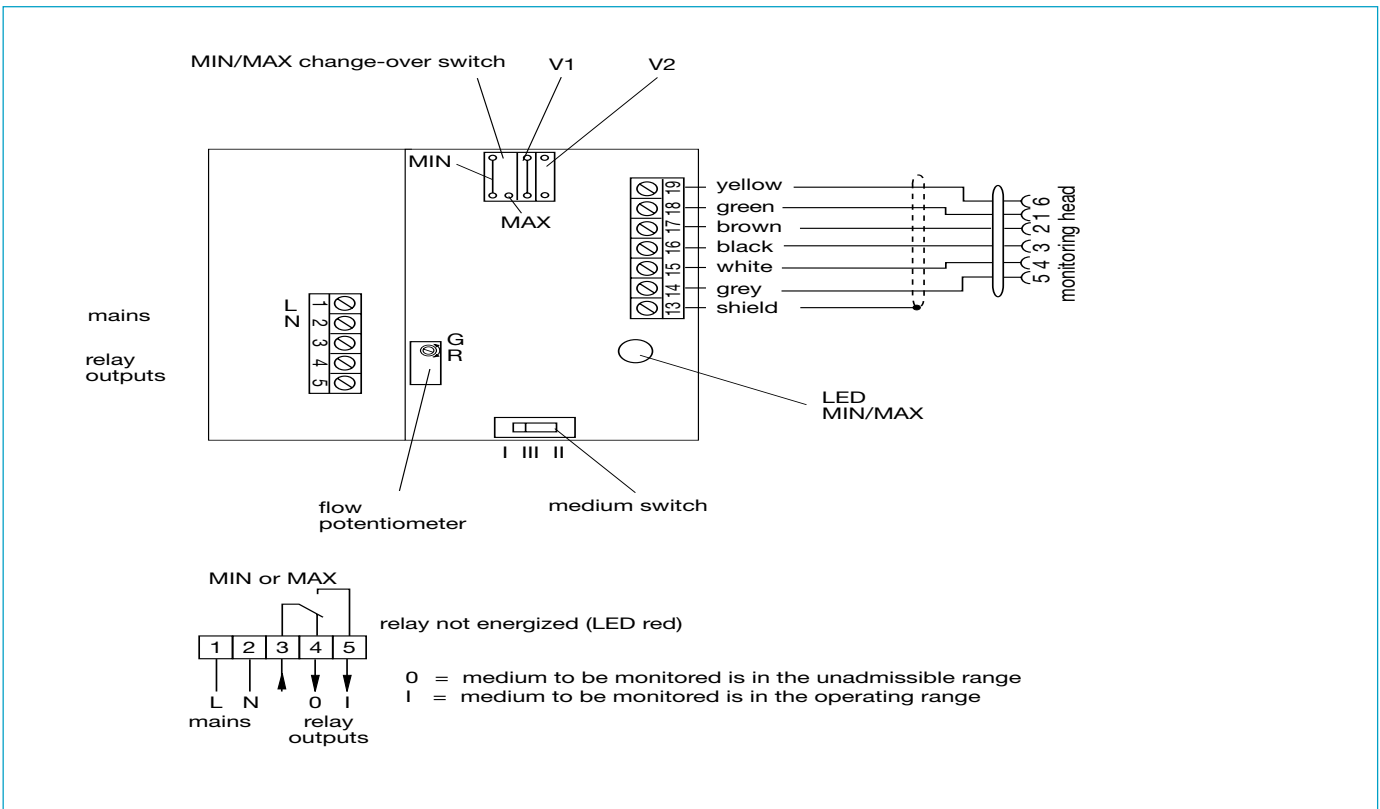 MIN/MAX change-over switch V1 V2
MIN
MAX
19 yellow
18 green
17 brown
16 black
15 white
14 grey
13 shield
6
1
2
3
4
5
monitoring head
mains
L 1
N 2
3
relay
outputs
4
5
G
R
LED
MIN/MAX
I III II
flow
potentiometer
medium switch
MIN or MAX
relay not energized (LED red)
1 2 3 4 5
L N 0 I
mains relay
outputs
0 = medium to be monitored is in the unadmissible range
I = medium to be monitored is in the operating range